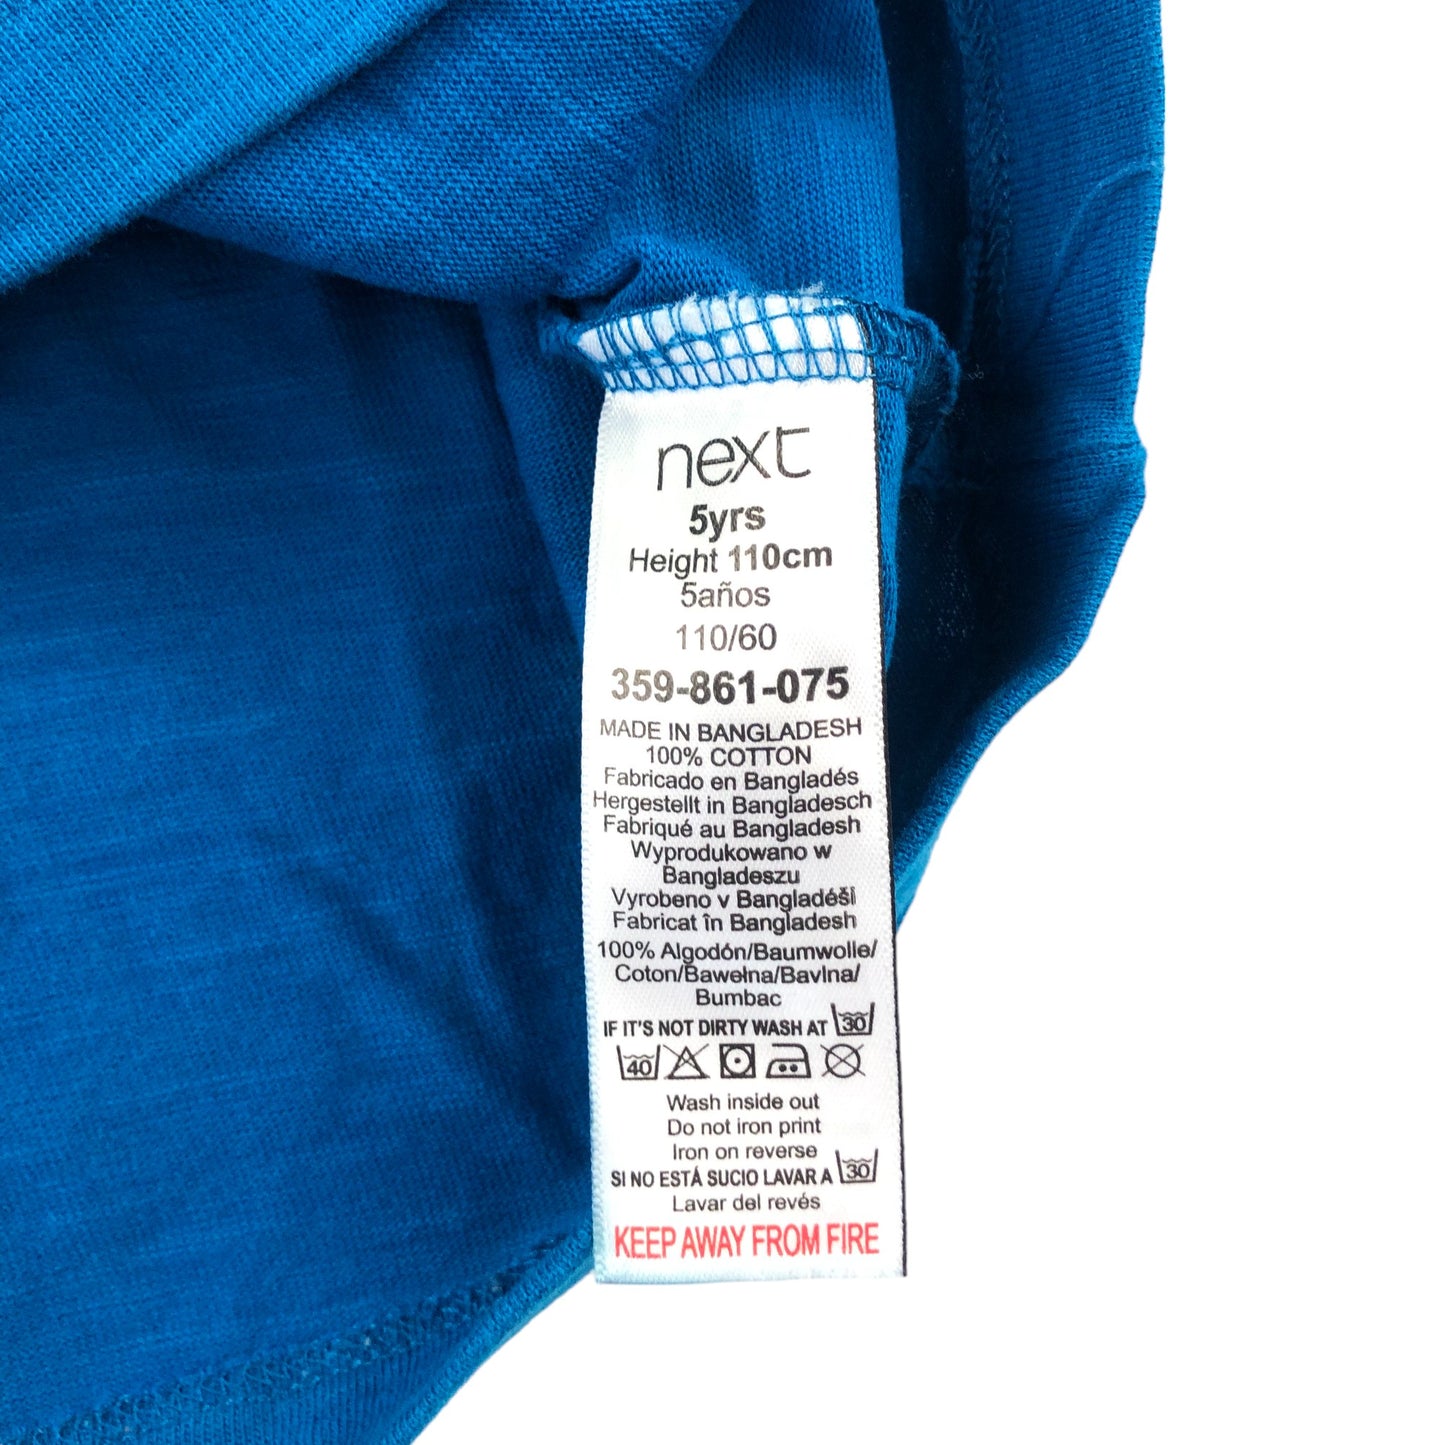 next
5yrs
Height 110cm
5años
110/60
359-861-075
MADE IN BANGLADESH
100% COTTON
Fabricado en Bangladés
Hergestellt in Bangladesch
Fabriqué au Bangladesh
Wyprodukowano w
Bangladeszu
Vyrobeno v Bangladéši
Fabricat în Bangladesh
100% Algodón/Baumwolle/
Coton/Bawełna/Bavlna/
Bumbac
IF IT'S NOT DIRTY WASH AT 30
40
Wash inside out
Do not iron print
Iron on reverse
SI NO ESTÁ SUCIO LAVAR A 30
Lavar del revés
KEEP AWAY FROM FIRE